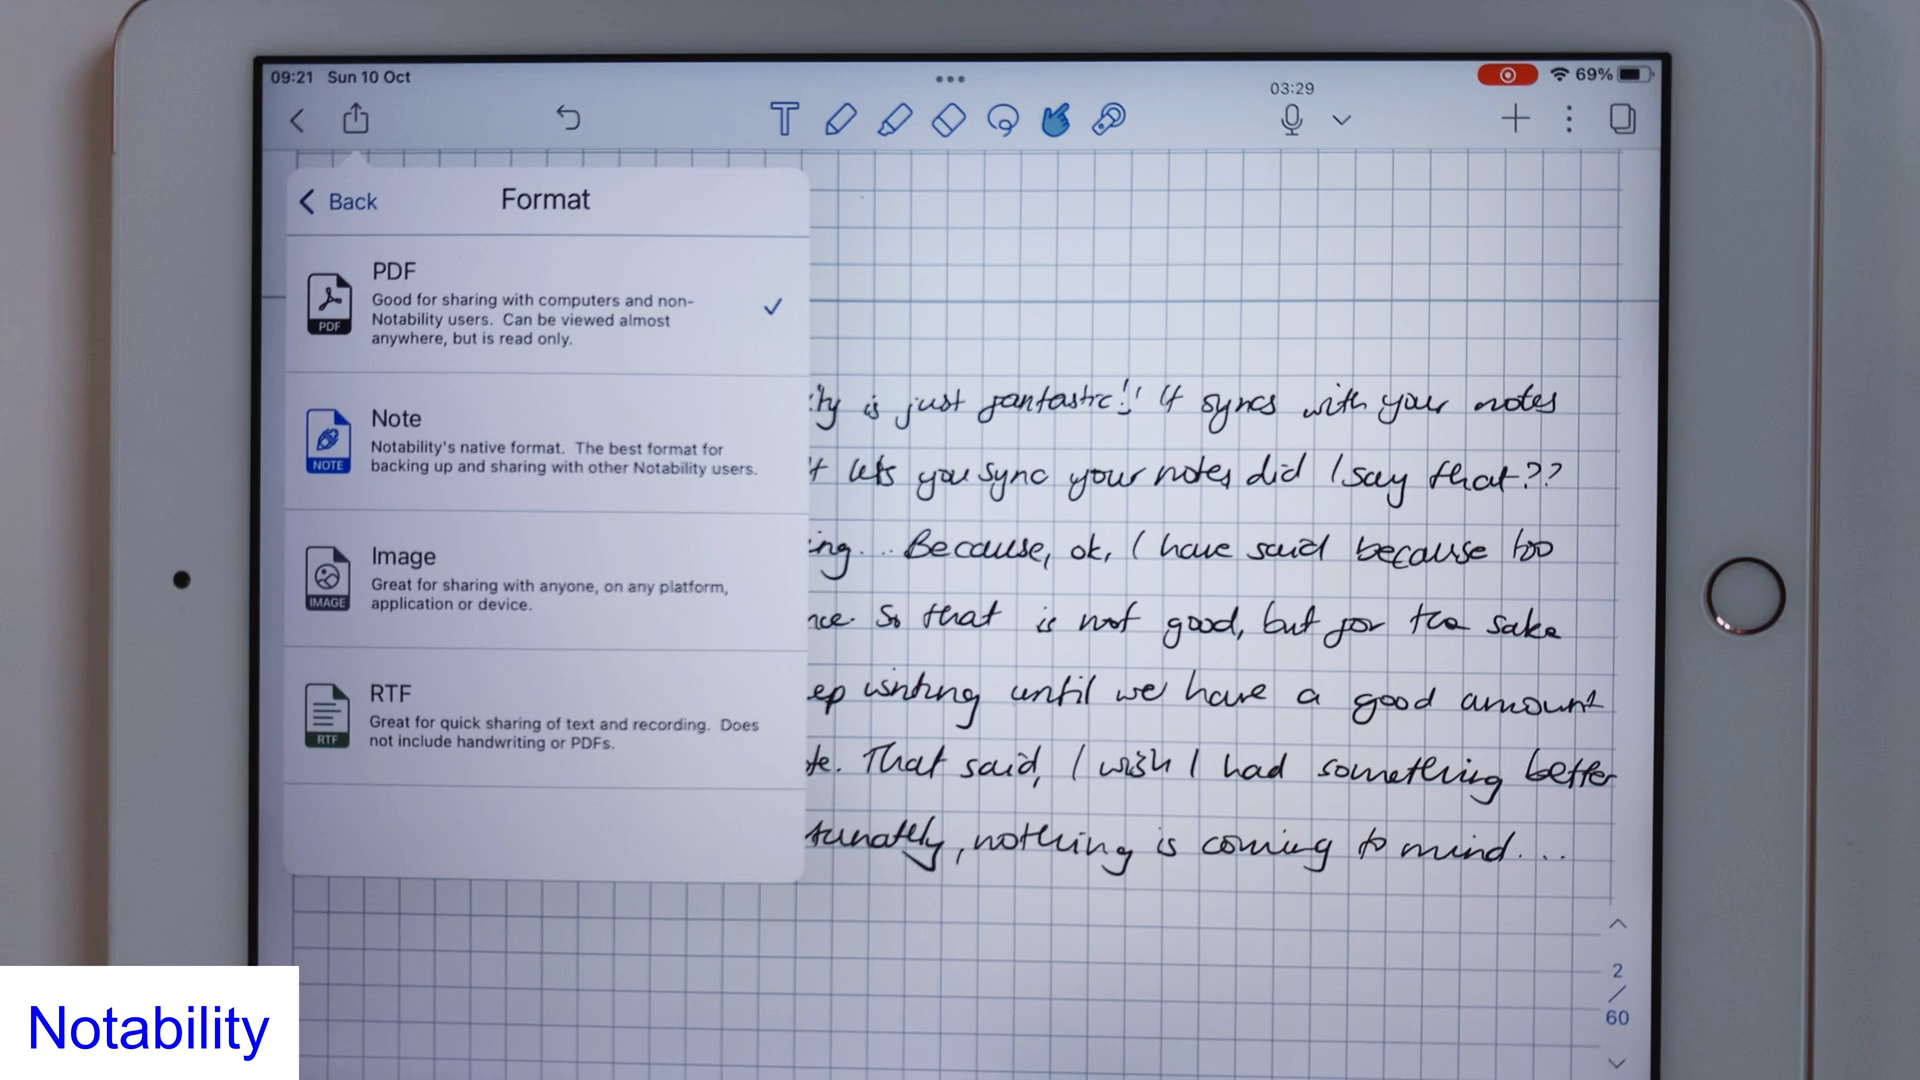 09:21 Sun 10 Oct
69%
03:29
Back
Format
PDF
Good for sharing with computers and non-
Notability users. Can be viewed almost
anywhere, but is read only.
PDF
Note
Notability's native format. The best format for
backing up and sharing with other Notability users.
NOTE
Image
Great for sharing with anyone, on any platform,
application or device.
IMAGE
RTF
Great for quick sharing of text and recording. Does
not include handwriting or PDFs.
RTF
ity is just fantastic!! It syncs with your notes
t lets you sync your notes did I say that??
ing... Because, ok, I have said because too
nce. So that is not good, but for the sake
ep writing until we have a good amount
te. That said, I wish I had something better
tunately, nothing is coming to mind....
2
/
60
Notability